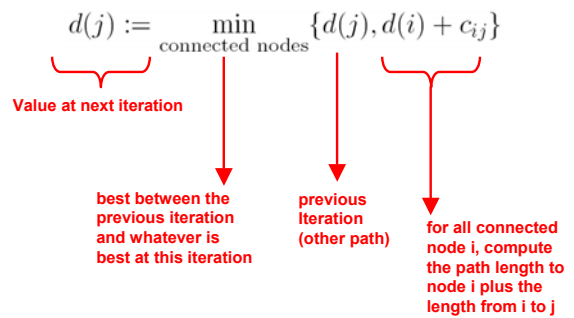 d(j) := min {d(j), d(i) + c_{ij}}
connected nodes
Value at next iteration
best between the
previous iteration
and whatever is
best at this iteration
previous
Iteration
(other path)
for all connected
node i, compute
the path length to
node i plus the
length from i to j